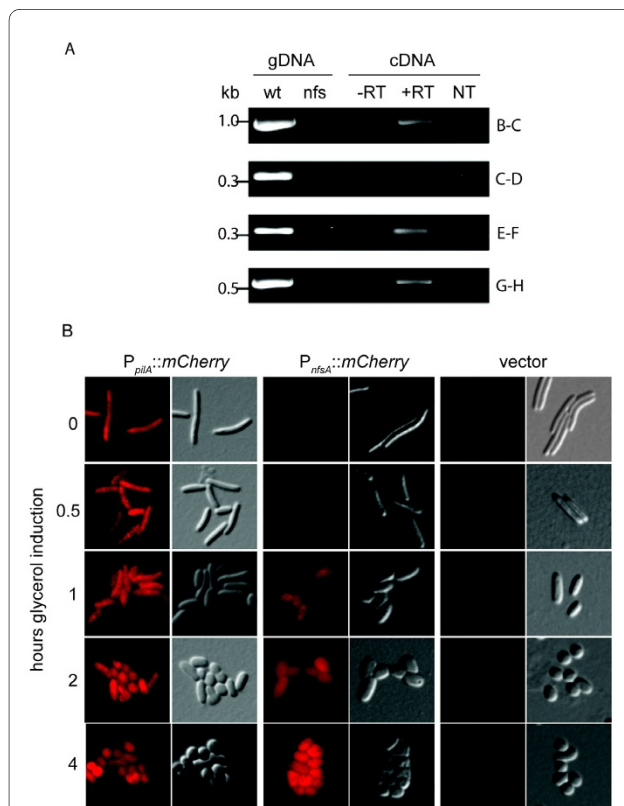 A
gDNA cDNA
kb wt nfs -RT +RT NT
1.0 B-C
0.3 C-D
0.3 E-F
0.5 G-H
B
PpilA::mCherry PnfsA::mCherry vector
hours glycerol induction
0
0.5
1
2
4